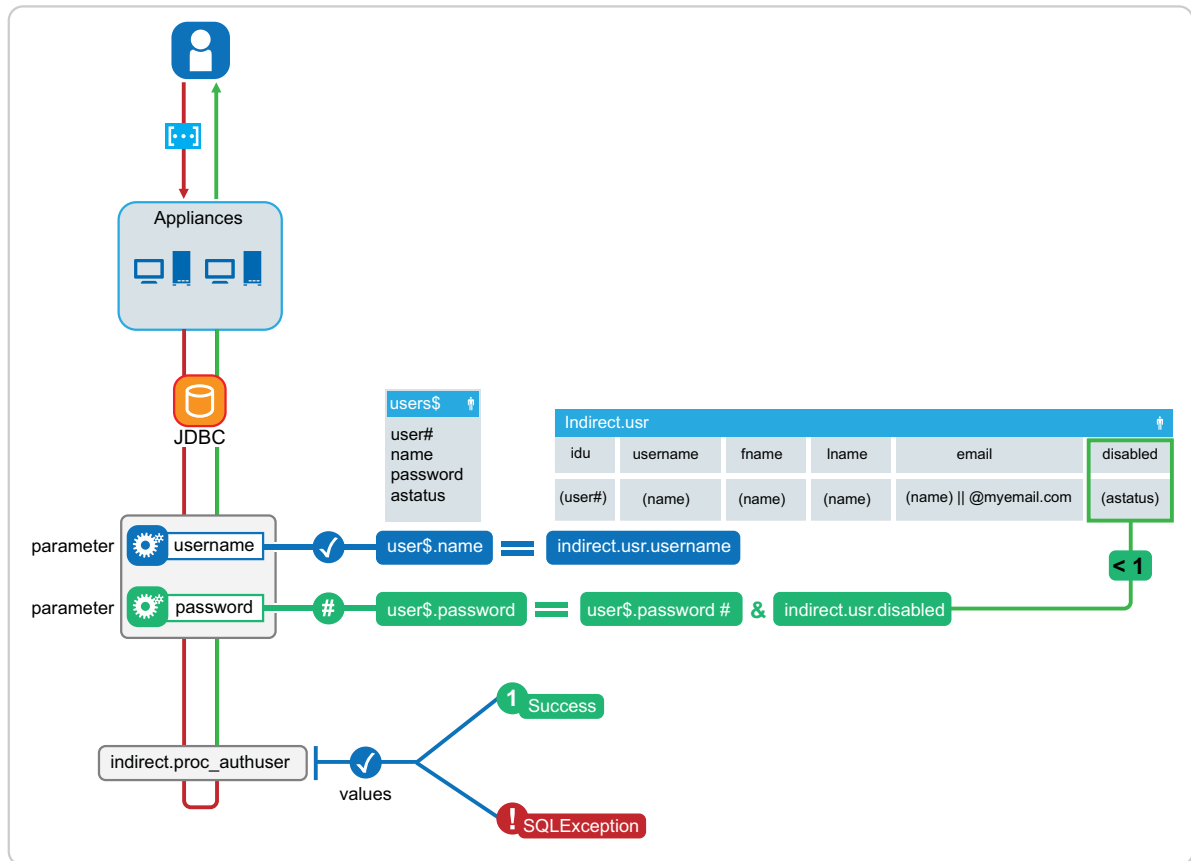 [···]
Appliances
JDBC
users$
user#
name
password
astatus
Indirect.usr
idu username fname lname email disabled
(user#) (name) (name) (name) (name) || @myemail.com (astatus)
parameter username user$.name = indirect.usr.username
< 1
parameter password # user$.password = user$.password # & indirect.usr.disabled
1 Success
indirect.proc_authuser
values
! SQLException